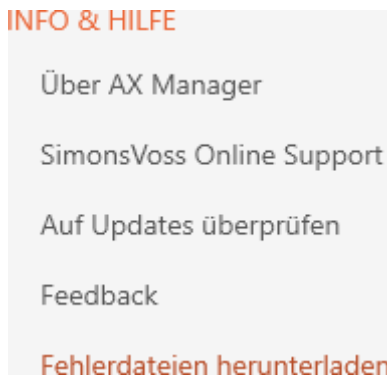 INFO & HILFE
Über AX Manager
SimonsVoss Online Support
Auf Updates überprüfen
Feedback
Fehlerdateien herunterladen